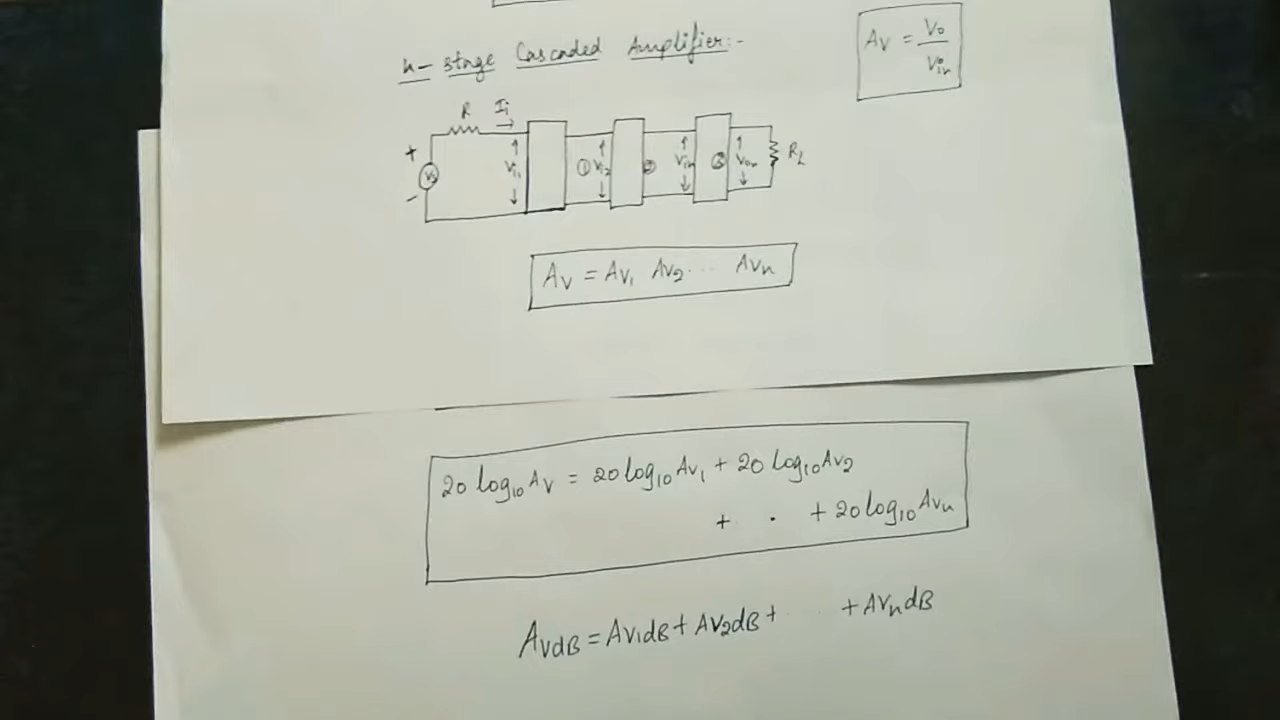 n- stage Cascaded Amplifier:-
Av = Vo / Vin
R Ii
+ Vs - Vi1 ① Vi2 ② Vin ③ Von RL
Av = Av1 Av2 ... Avn
20 log10 Av = 20 log10 Av1 + 20 log10 Av2
+ . + 20 log10 Avn
AvdB = Av1dB + Av2dB + ... + AvndB